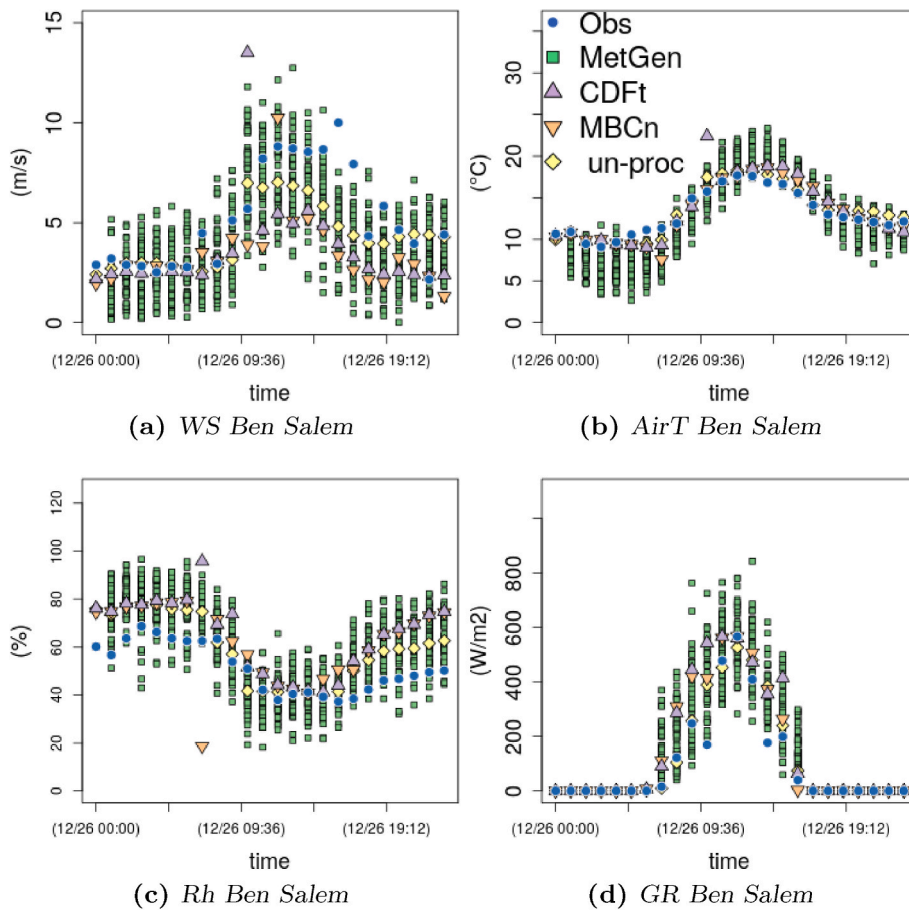 15
10
5
0
(m/s)
(12/26 00:00)
(12/26 09:36)
(12/26 19:12)
time
(a) WS Ben Salem
30
20
10
5
0
(°C)
Obs
MetGen
CDFt
MBCn
un-proc
(12/26 00:00)
(12/26 09:36)
(12/26 19:12)
time
(b) AirT Ben Salem
120
100
80
60
40
20
0
(%)
(12/26 00:00)
(12/26 09:36)
(12/26 19:12)
time
(c) Rh Ben Salem
800
600
400
200
0
(W/m2)
(12/26 00:00)
(12/26 09:36)
(12/26 19:12)
time
(d) GR Ben Salem